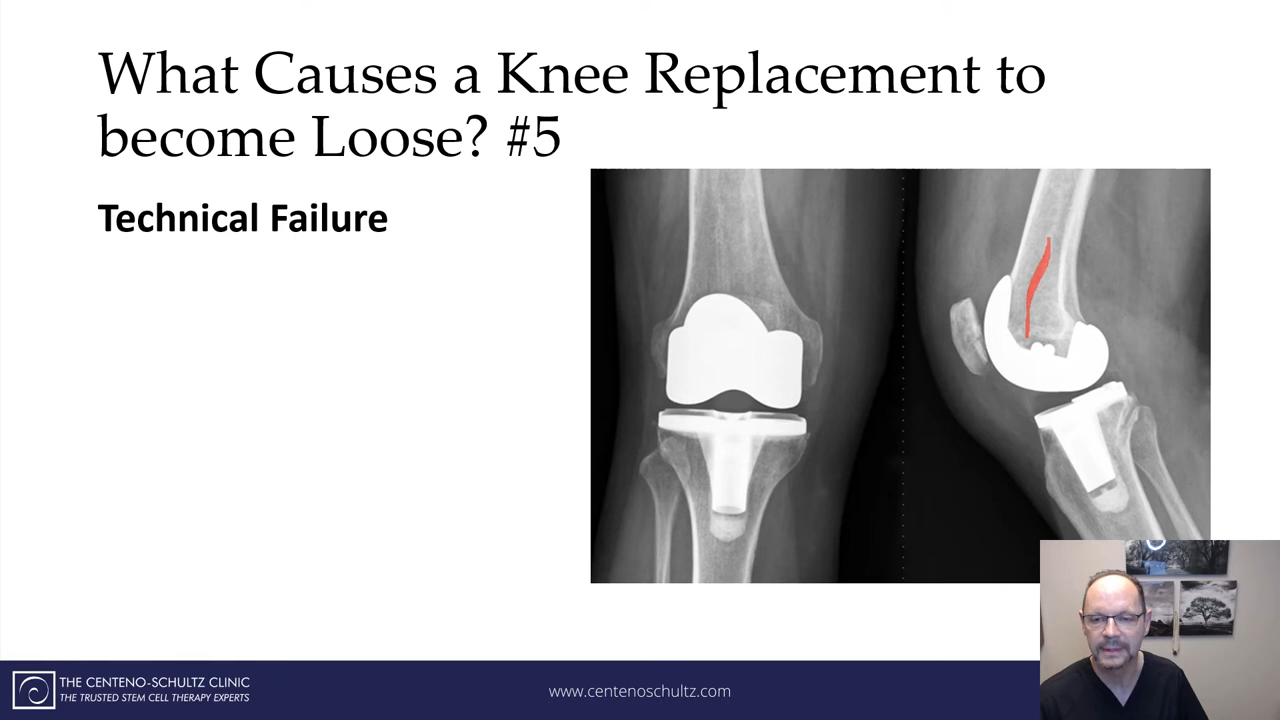 What Causes a Knee Replacement to
become Loose? #5
Technical Failure
THE CENTENO-SCHULTZ CLINIC
THE TRUSTED STEM CELL THERAPY EXPERTS
www.centenoschultz.com